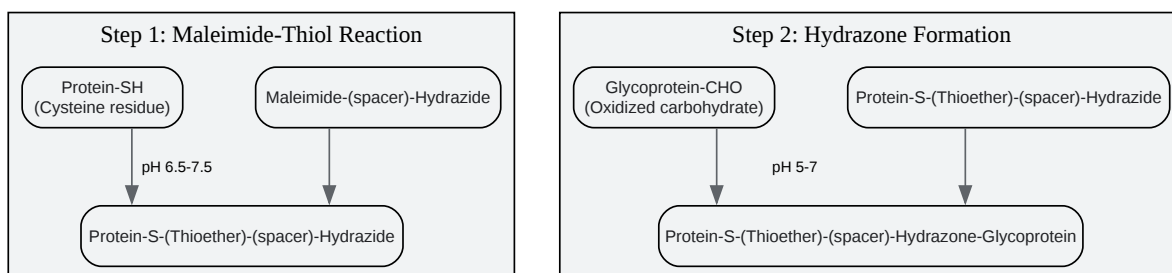 Step 1: Maleimide-Thiol Reaction
Protein-SH
(Cysteine residue)
Maleimide-(spacer)-Hydrazide
pH 6.5-7.5
Protein-S-(Thioether)-(spacer)-Hydrazide
Step 2: Hydrazone Formation
Glycoprotein-CHO
(Oxidized carbohydrate)
Protein-S-(Thioether)-(spacer)-Hydrazide
pH 5-7
Protein-S-(Thioether)-(spacer)-Hydrazone-Glycoprotein